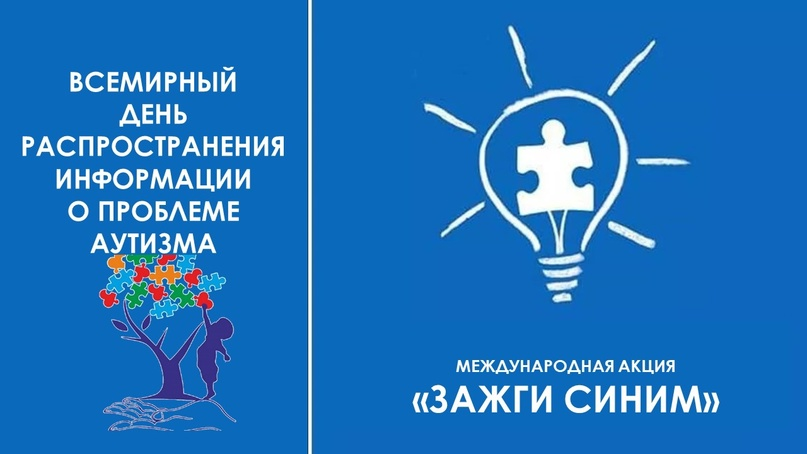 ВСЕМИРНЫЙ
ДЕНЬ
РАСПРОСТРАНЕНИЯ
ИНФОРМАЦИИ
О ПРОБЛЕМЕ
АУТИЗМА
МЕЖДУНАРОДНАЯ АКЦИЯ
«ЗАЖГИ СИНИМ»